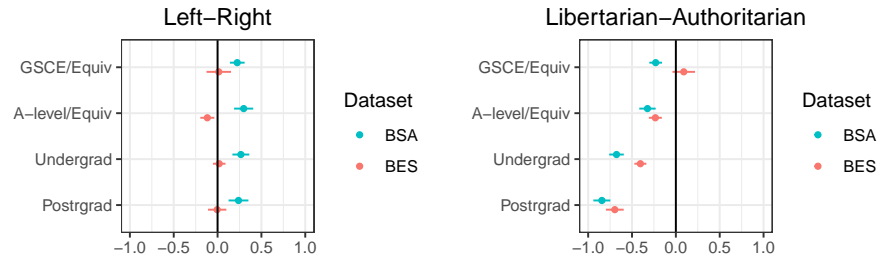 Left−Right
GSCE/Equiv
A−level/Equiv
Undergrad
Postrgrad
−1.0 −0.5 0.0 0.5 1.0
Dataset
BSA
BES
Libertarian−Authoritarian
GSCE/Equiv
A−level/Equiv
Undergrad
Postrgrad
−1.0 −0.5 0.0 0.5 1.0
Dataset
BSA
BES